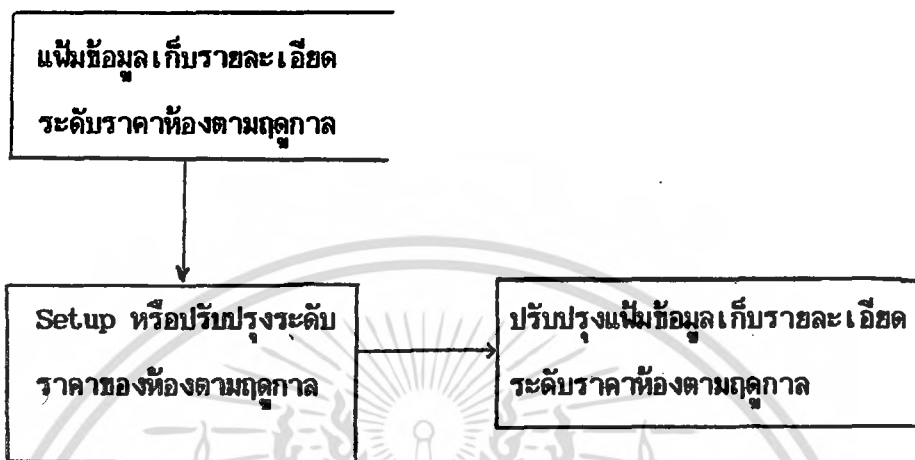 แฟ้มข้อมูลเก็บรายละเอียด
ระดับราคาห้องตามฤดูกาล
Setup หรือปรับปรุงระดับ
ราคาของห้องตามฤดูกาล
ปรับปรุงแฟ้มข้อมูลเก็บรายละเอียด
ระดับราคาห้องตามฤดูกาล